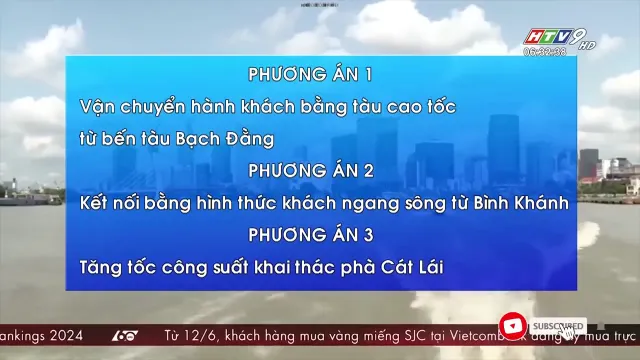 HTV9 HD
06:32:38
PHƯƠNG ÁN 1
Vận chuyển hành khách bằng tàu cao tốc
từ bến tàu Bạch Đằng
PHƯƠNG ÁN 2
Kết nối bằng hình thức khách ngang sông từ Bình Khánh
PHƯƠNG ÁN 3
Tăng tốc công suất khai thác phà Cát Lái
SUBSCRIBED
ankings 2024
Từ 12/6, khách hàng mua vàng miếng SJC tại Vietcomb k đăng ký mua trực